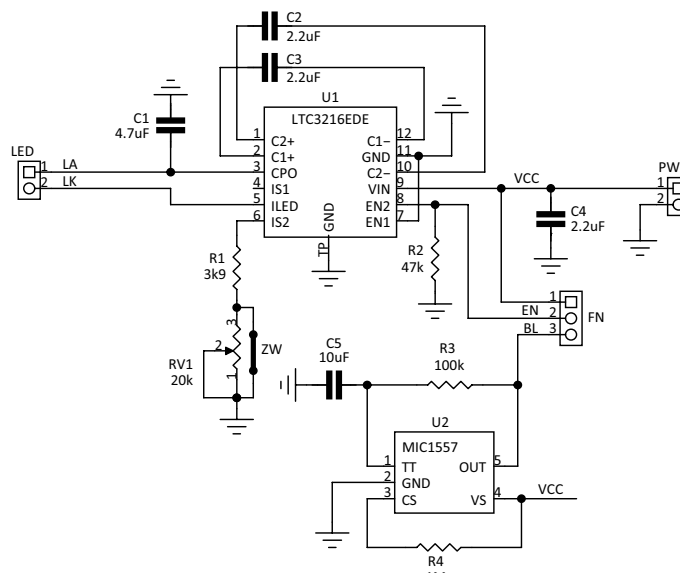 C2
2.2uF
C3
2.2uF
U1
LTC3216EDE
C1
4.7uF
LED
1 LA
2 LK
1 C2+
2 C1+
3 CPO
4 IS1
5 ILED
6 IS2
C1− 12
GND 11
C2− 10
VIN 9
EN2 8
EN1 7
GND
TP
VCC
PW
1
2
C4
2.2uF
R1
3k9
R2
47k
EN
BL
1
2
3
FN
3
2
1
RV1
20k
ZW
C5
10uF
R3
100k
U2
MIC1557
1 TT
2 GND
3 CS
OUT 5
VS 4
VCC
R4